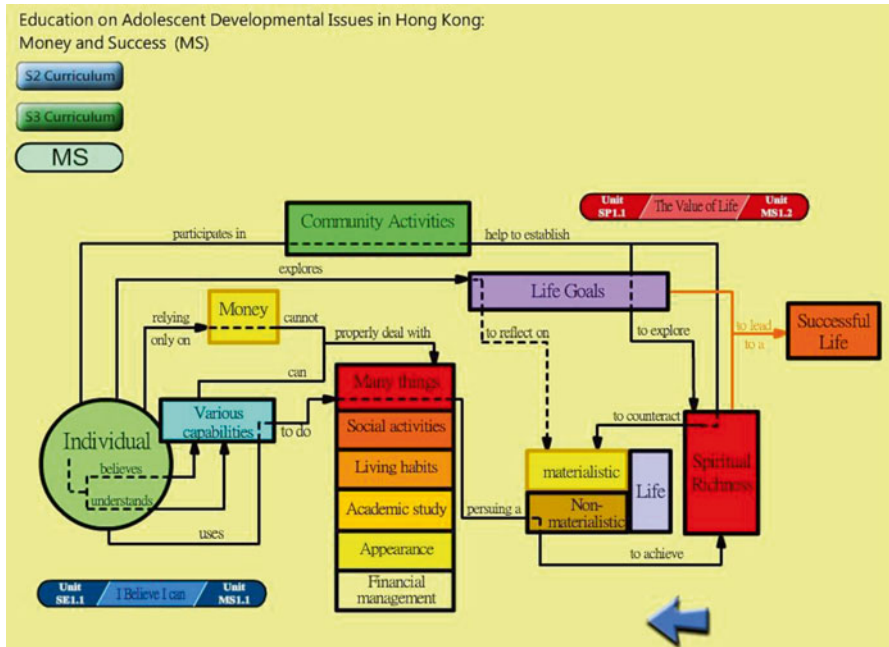 Education on Adolescent Developmental Issues in Hong Kong:
Money and Success (MS)
S2 Curriculum
S3 Curriculum
MS
Unit
SP1.1
The Value of Life
Unit
MS1.2
Community Activities
participates in
help to establish
explores
Life Goals
Money
relying
only on
cannot
properly deal with
to reflect on
to explore
to lead
to a
Successful
Life
can
Many things
Various
capabilities
to do
Social activities
Living habits
Academic study
Appearance
Financial
management
Individual
believes
understands
uses
persuing a
to counteract
materialistic
Non-
materialistic
Life
Spiritual
Richness
to achieve
Unit
SE1.1
I Believe I can
Unit
MS1.1